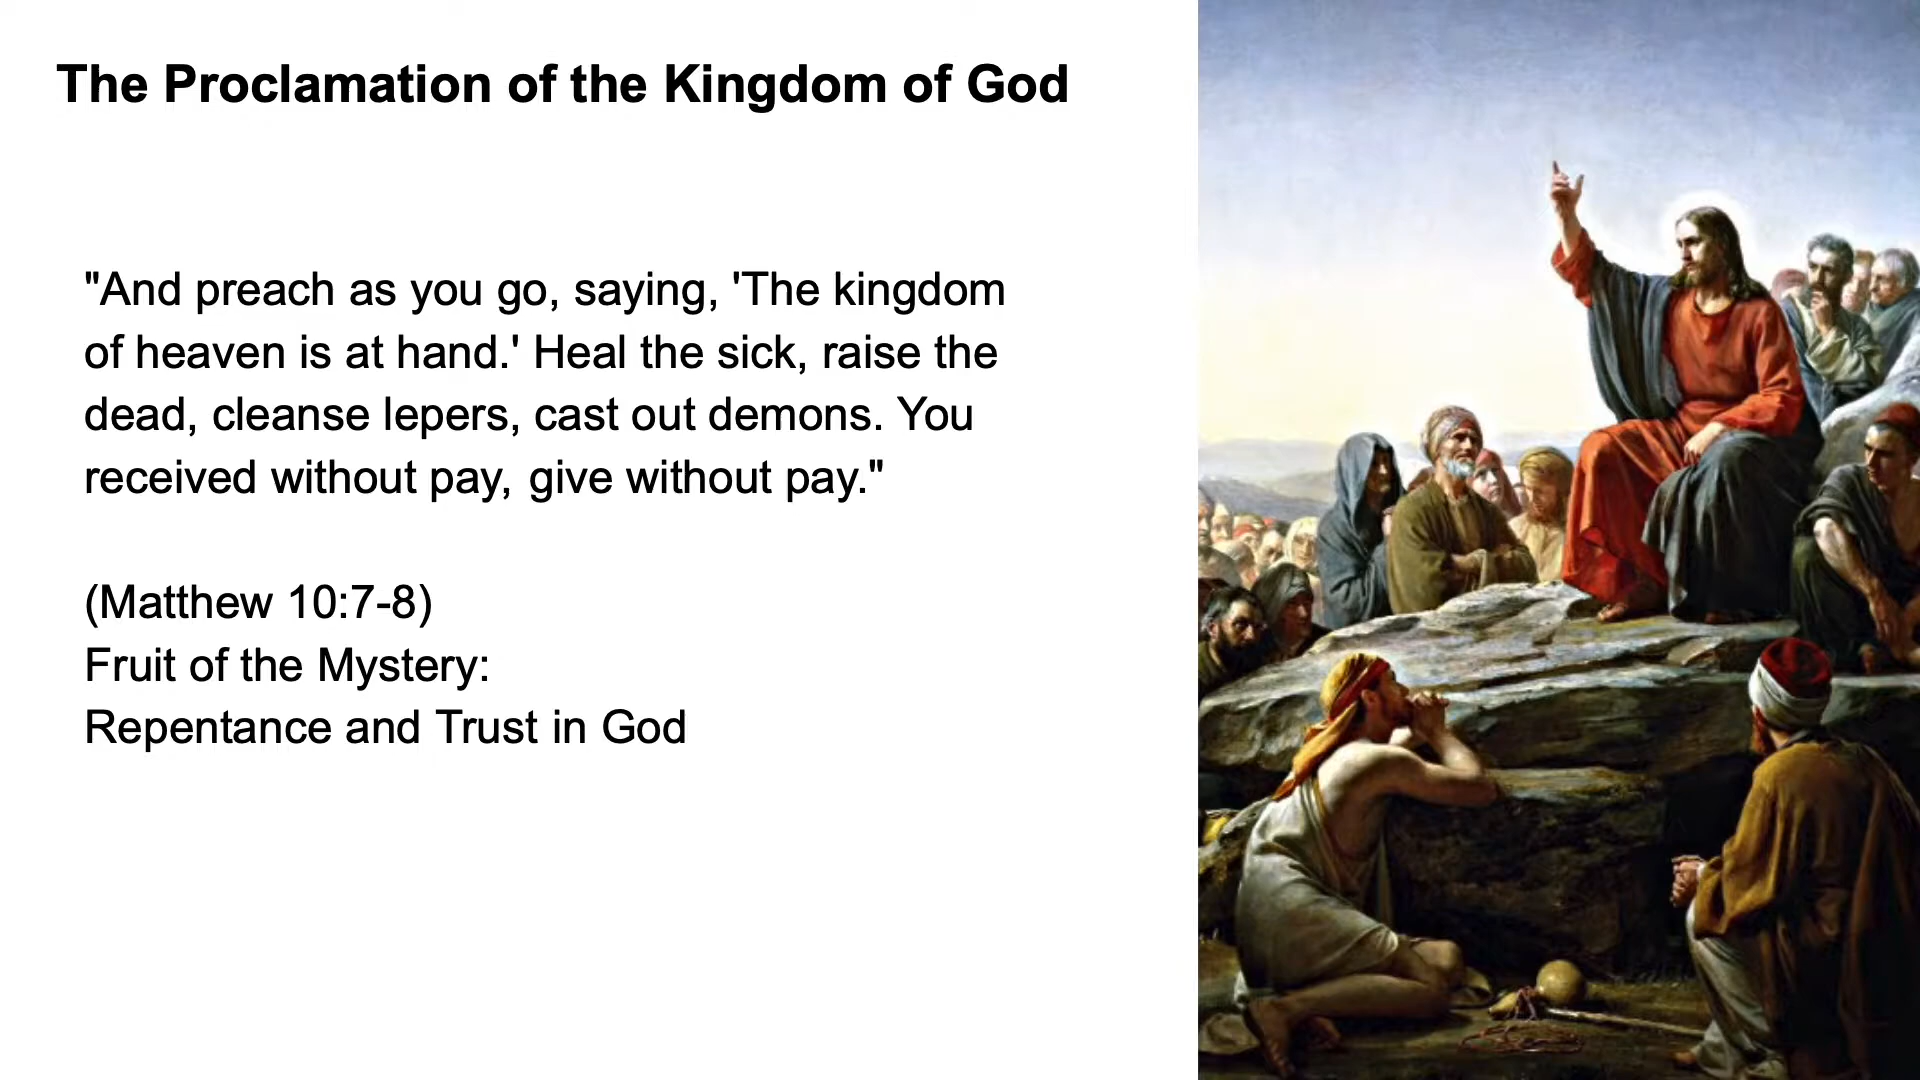 The Proclamation of the Kingdom of God
"And preach as you go, saying, 'The kingdom
of heaven is at hand.' Heal the sick, raise the
dead, cleanse lepers, cast out demons. You
received without pay, give without pay."
(Matthew 10:7-8)
Fruit of the Mystery:
Repentance and Trust in God